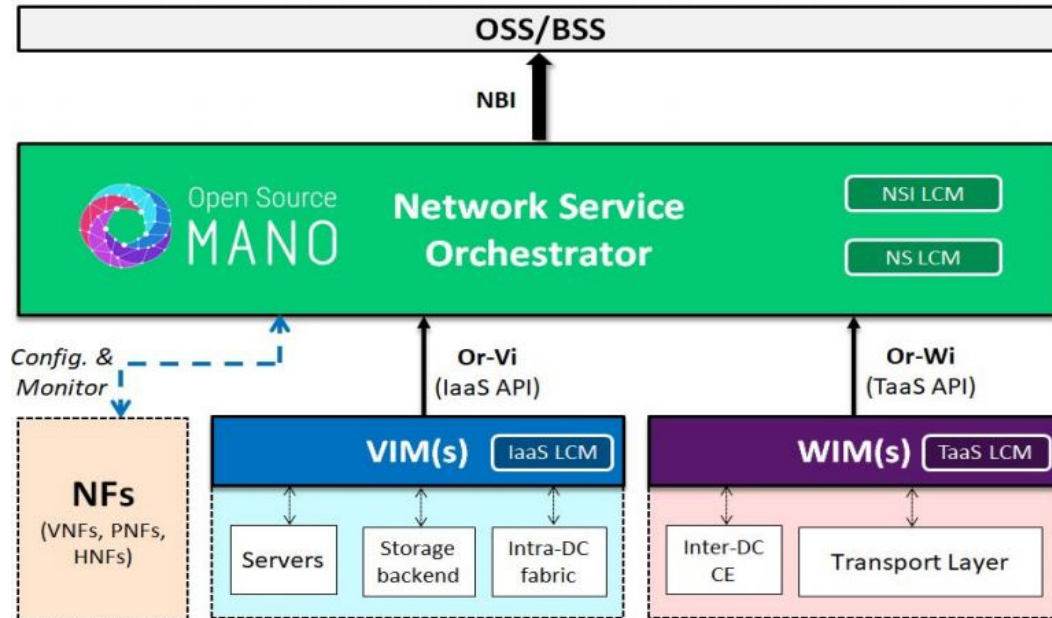 OSS/BSS
NBI
Open Source
MANO
Network Service
Orchestrator
NSI LCM
NS LCM
Config. &
Monitor
Or-Vi
(IaaS API)
Or-Wi
(TaaS API)
NFs
(VNFs, PNFs,
HNFs)
VIM(s)
IaaS LCM
Servers
Storage
backend
Intra-DC
fabric
WIM(s)
TaaS LCM
Inter-DC
CE
Transport Layer